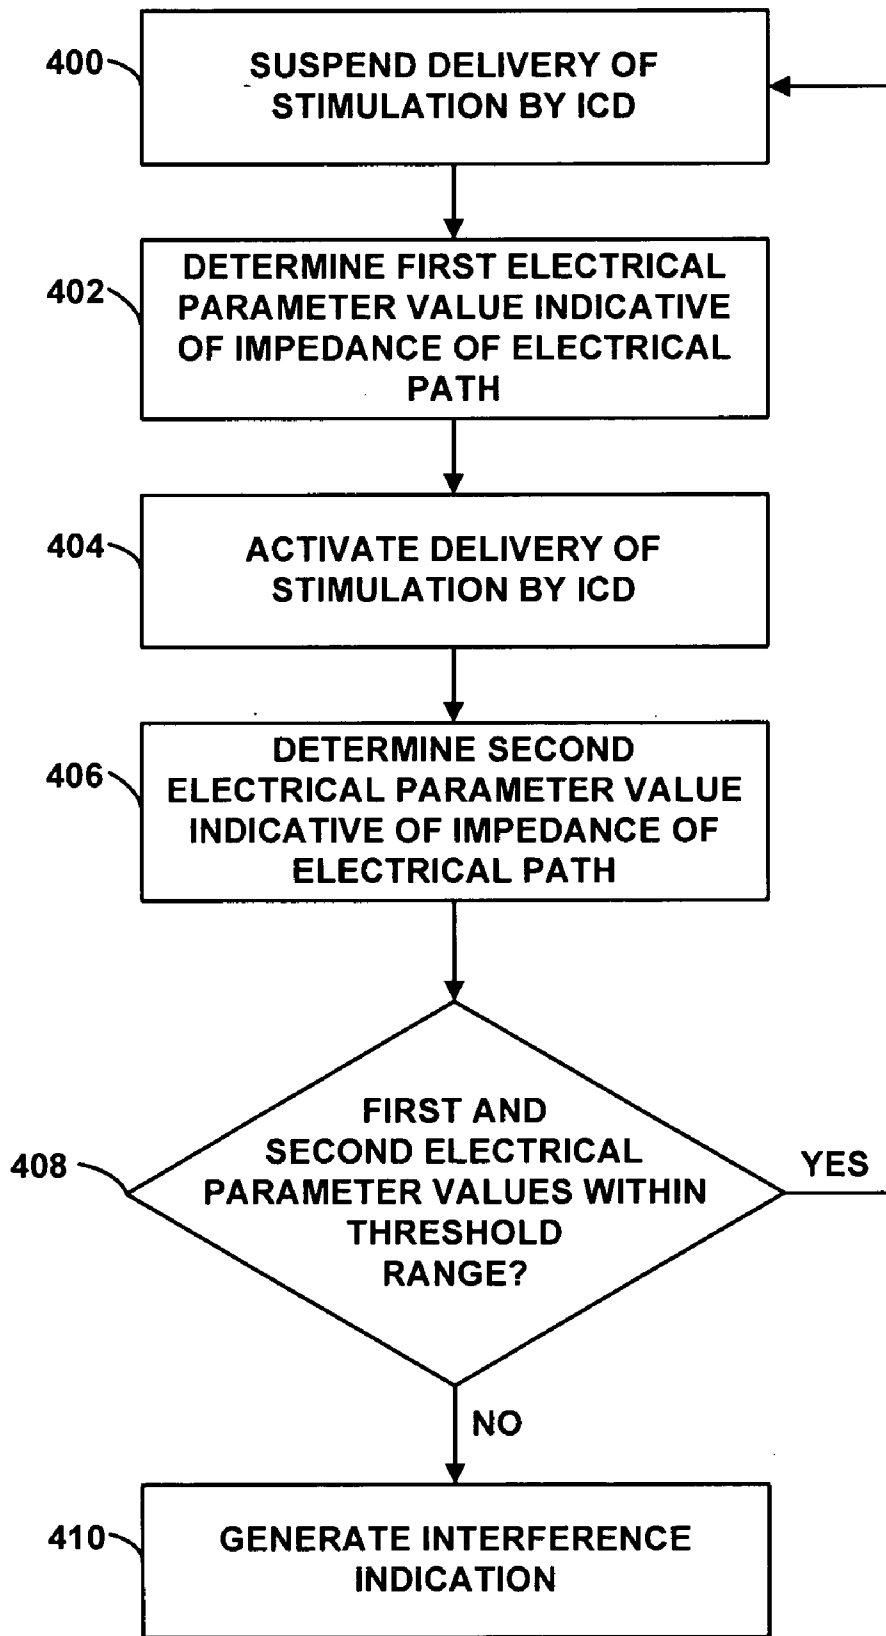 400
SUSPEND DELIVERY OF
STIMULATION BY ICD
402
DETERMINE FIRST ELECTRICAL
PARAMETER VALUE INDICATIVE
OF IMPEDANCE OF ELECTRICAL
PATH
404
ACTIVATE DELIVERY OF
STIMULATION BY ICD
406
DETERMINE SECOND
ELECTRICAL PARAMETER VALUE
INDICATIVE OF IMPEDANCE OF
ELECTRICAL PATH
408
FIRST AND
SECOND ELECTRICAL
PARAMETER VALUES WITHIN
THRESHOLD
RANGE?
YES
NO
410
GENERATE INTERFERENCE
INDICATION